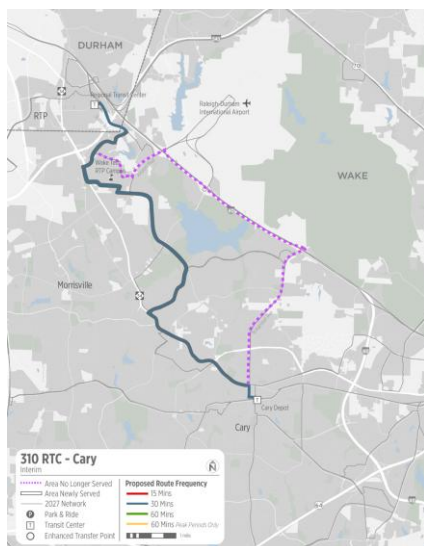 DURHAM
Regional Transit Center
T
RTP
Raleigh-Durham
International Airport
Wake Tech
RTP Campus
WAKE
Morrisville
T
Cary Depot
Cary
310 RTC - Cary
Interim
N
Area No Longer Served
Area Newly Served
2027 Network
P Park & Ride
T Transit Center
Enhanced Transfer Point
Proposed Route Frequency
15 Mins
30 Mins
60 Mins
60 Mins Peak Periods Only
1 Mile